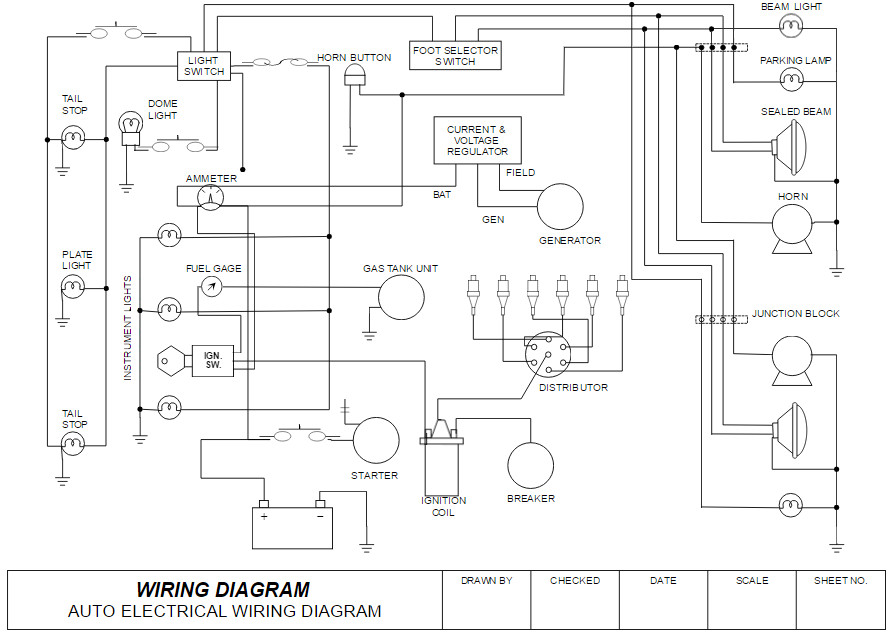 BEAM LIGHT
LIGHT
SWITCH
HORN BUTTON
FOOT SELECTOR
SWITCH
PARKING LAMP
TAIL
STOP
DOME
LIGHT
SEALED BEAM
CURRENT &
VOLTAGE
REGULATOR
FIELD
AMMETER
BAT
GEN
HORN
GENERATOR
PLATE
LIGHT
FUEL GAGE
GAS TANK UNIT
INSTRUMENT LIGHTS
JUNCTION BLOCK
IGN.
SW.
DISTRIBUTOR
TAIL
STOP
STARTER
IGNITION
COIL
BREAKER
+
−
WIRING DIAGRAM
AUTO ELECTRICAL WIRING DIAGRAM
DRAWN BY
CHECKED
DATE
SCALE
SHEET NO.